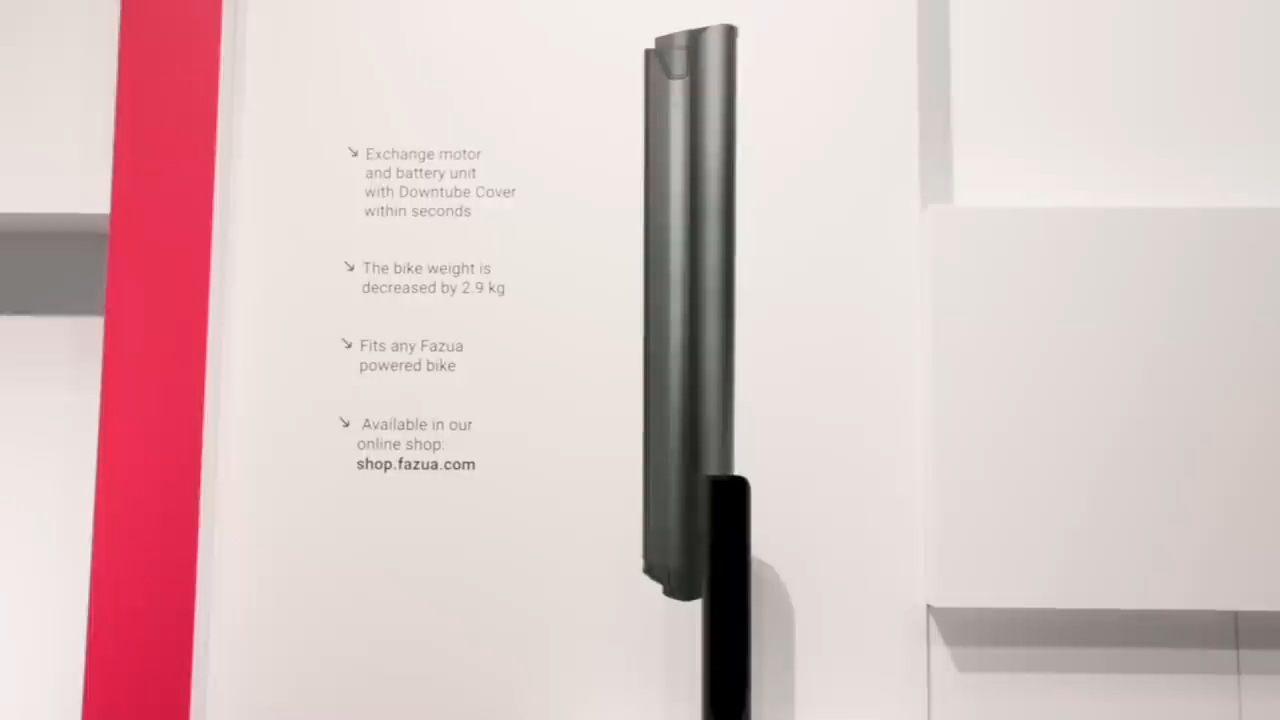 ↘ Exchange motor
and battery unit
with Downtube Cover
within seconds
↘ The bike weight is
decreased by 2.9 kg
↘ Fits any Fazua
powered bike
↘ Available in our
online shop:
shop.fazua.com